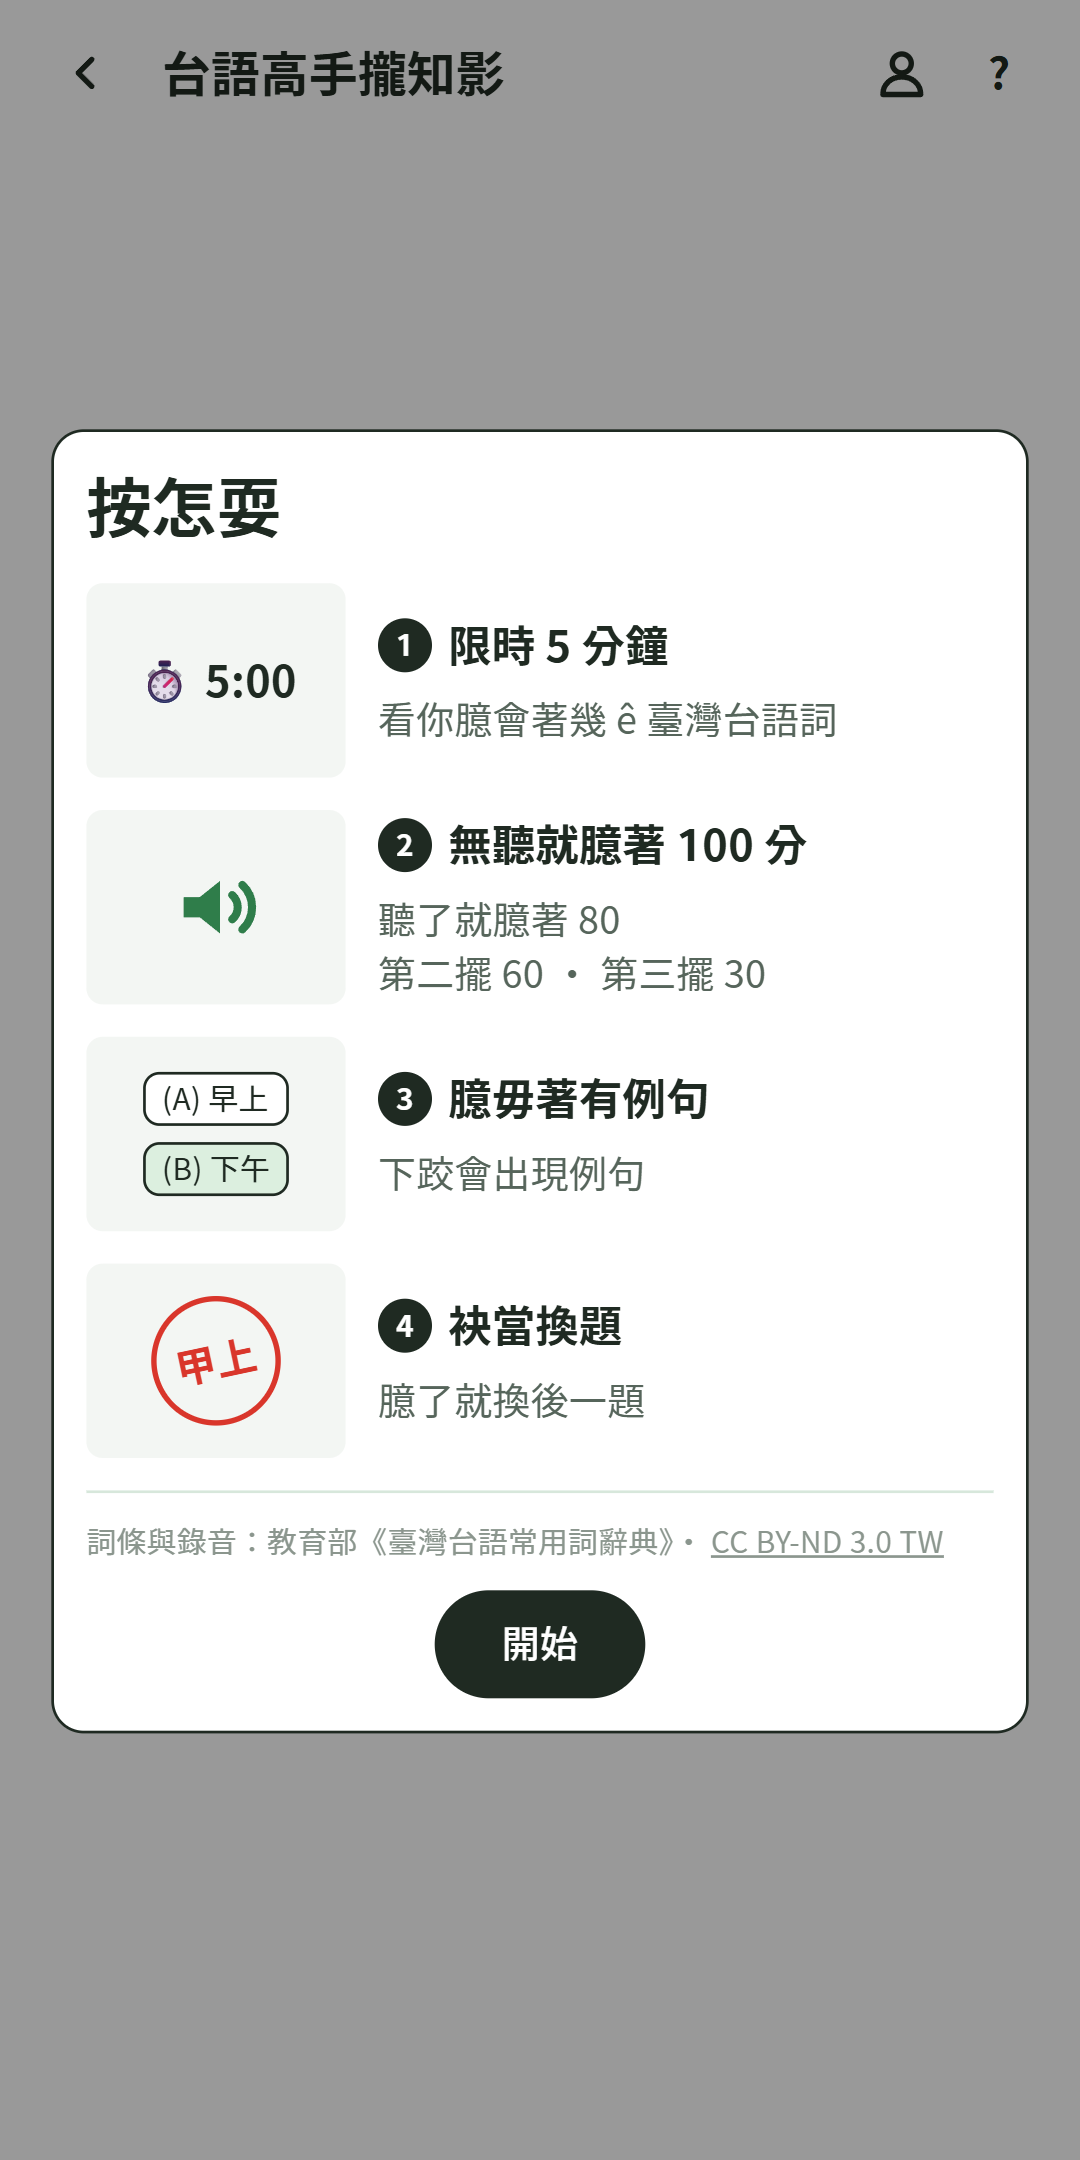 台語高手攏知影
?
按怎耍
5:00
1 限時 5 分鐘
看你臆會著幾 ê 臺灣台語詞
2 無聽就臆著 100 分
聽了就臆著 80
第二擺 60 · 第三擺 30
(A) 早上
(B) 下午
3 臆毋著有例句
下跤會出現例句
甲上
4 袂當換題
臆了就換後一題
詞條與錄音：教育部《臺灣台語常用詞辭典》· CC BY-ND 3.0 TW
開始